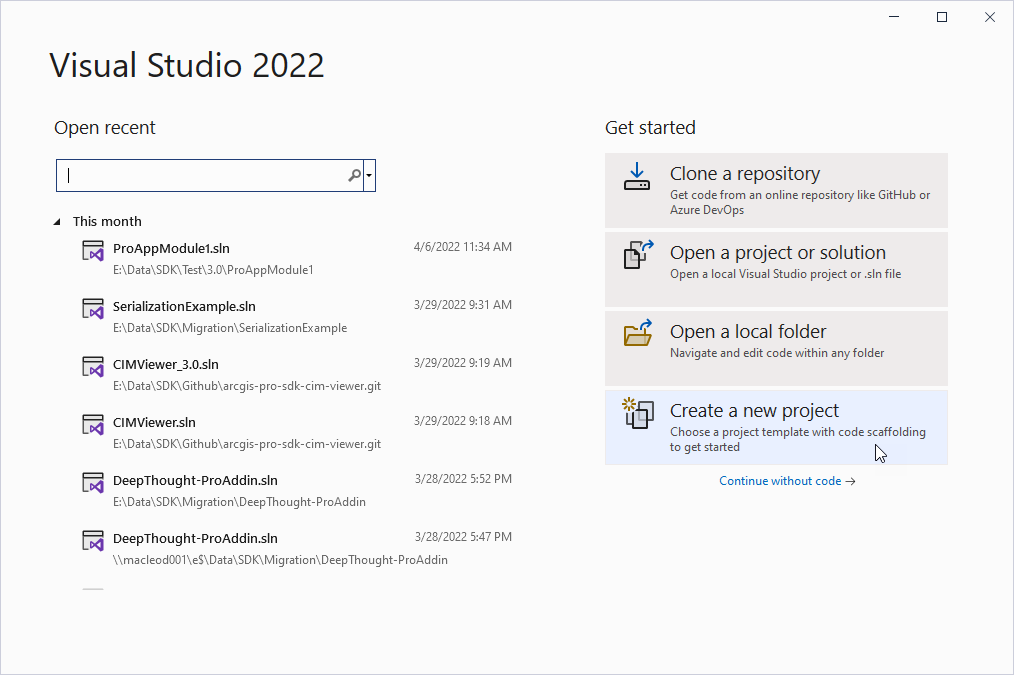 Visual Studio 2022
Open recent
This month
ProAppModule1.sln 4/6/2022 11:34 AM
E:\Data\SDK\Test\3.0\ProAppModule1
SerializationExample.sln 3/29/2022 9:31 AM
E:\Data\SDK\Migration\SerializationExample
CIMViewer_3.0.sln 3/29/2022 9:19 AM
E:\Data\SDK\Github\arcgis-pro-sdk-cim-viewer.git
CIMViewer.sln 3/29/2022 9:18 AM
E:\Data\SDK\Github\arcgis-pro-sdk-cim-viewer.git
DeepThought-ProAddin.sln 3/28/2022 5:52 PM
E:\Data\SDK\Migration\DeepThought-ProAddin
DeepThought-ProAddin.sln 3/28/2022 5:47 PM
\\macleod001\e$\Data\SDK\Migration\DeepThought-ProAddin
Get started
Clone a repository
Get code from an online repository like GitHub or
Azure DevOps
Open a project or solution
Open a local Visual Studio project or .sln file
Open a local folder
Navigate and edit code within any folder
Create a new project
Choose a project template with code scaffolding
to get started
Continue without code →